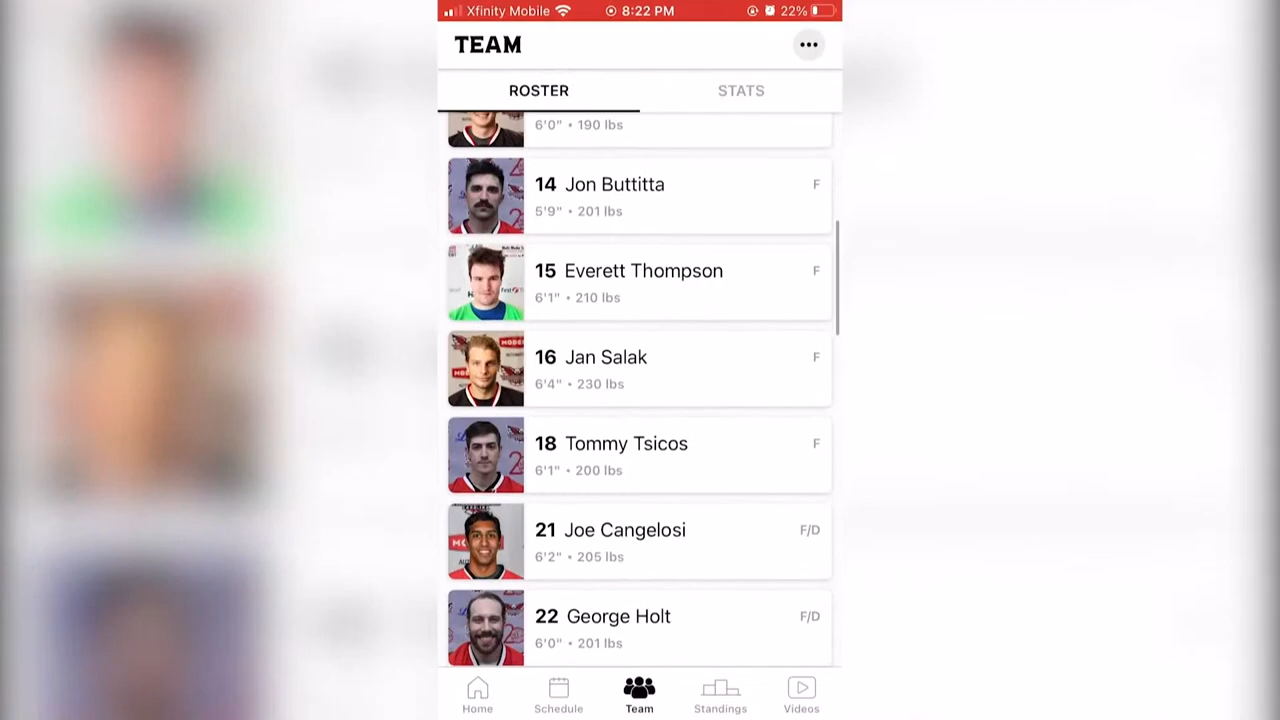 Xfinity Mobile 8:22 PM 22%
TEAM
ROSTER STATS
6'0" • 190 lbs
14 Jon Buttitta F
5'9" • 201 lbs
15 Everett Thompson F
6'1" • 210 lbs
16 Jan Salak F
6'4" • 230 lbs
18 Tommy Tsicos F
6'1" • 200 lbs
21 Joe Cangelosi F/D
6'2" • 205 lbs
22 George Holt F/D
6'0" • 201 lbs
Home Schedule Team Standings Videos